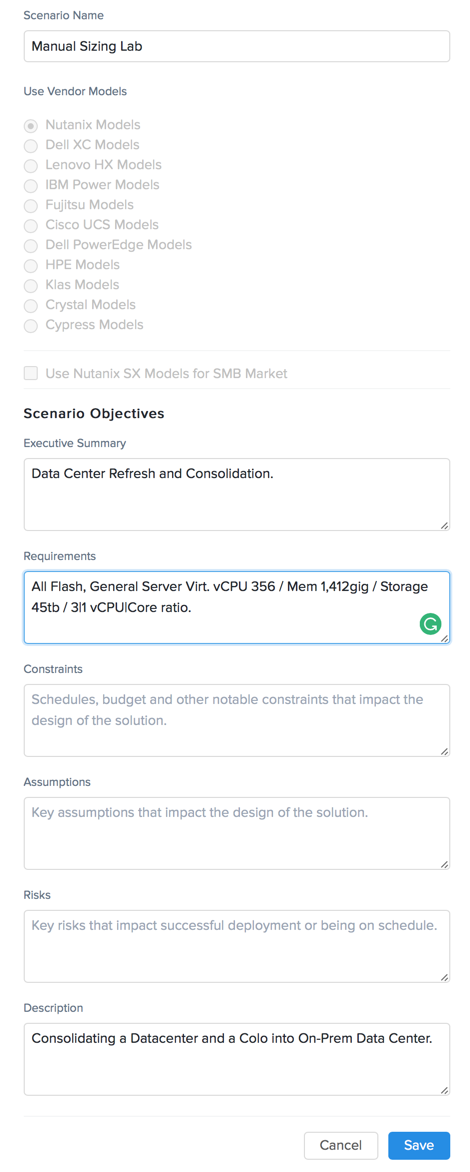 Scenario Name
Manual Sizing Lab
Use Vendor Models
Nutanix Models
Dell XC Models
Lenovo HX Models
IBM Power Models
Fujitsu Models
Cisco UCS Models
Dell PowerEdge Models
HPE Models
Klas Models
Crystal Models
Cypress Models
Use Nutanix SX Models for SMB Market
Scenario Objectives
Executive Summary
Data Center Refresh and Consolidation.
Requirements
All Flash, General Server Virt. vCPU 356 / Mem 1,412gig / Storage
45tb / 3|1 vCPU|Core ratio.
Constraints
Schedules, budget and other notable constraints that impact the
design of the solution.
Assumptions
Key assumptions that impact the design of the solution.
Risks
Key risks that impact successful deployment or being on schedule.
Description
Consolidating a Datacenter and a Colo into On-Prem Data Center.
Cancel
Save